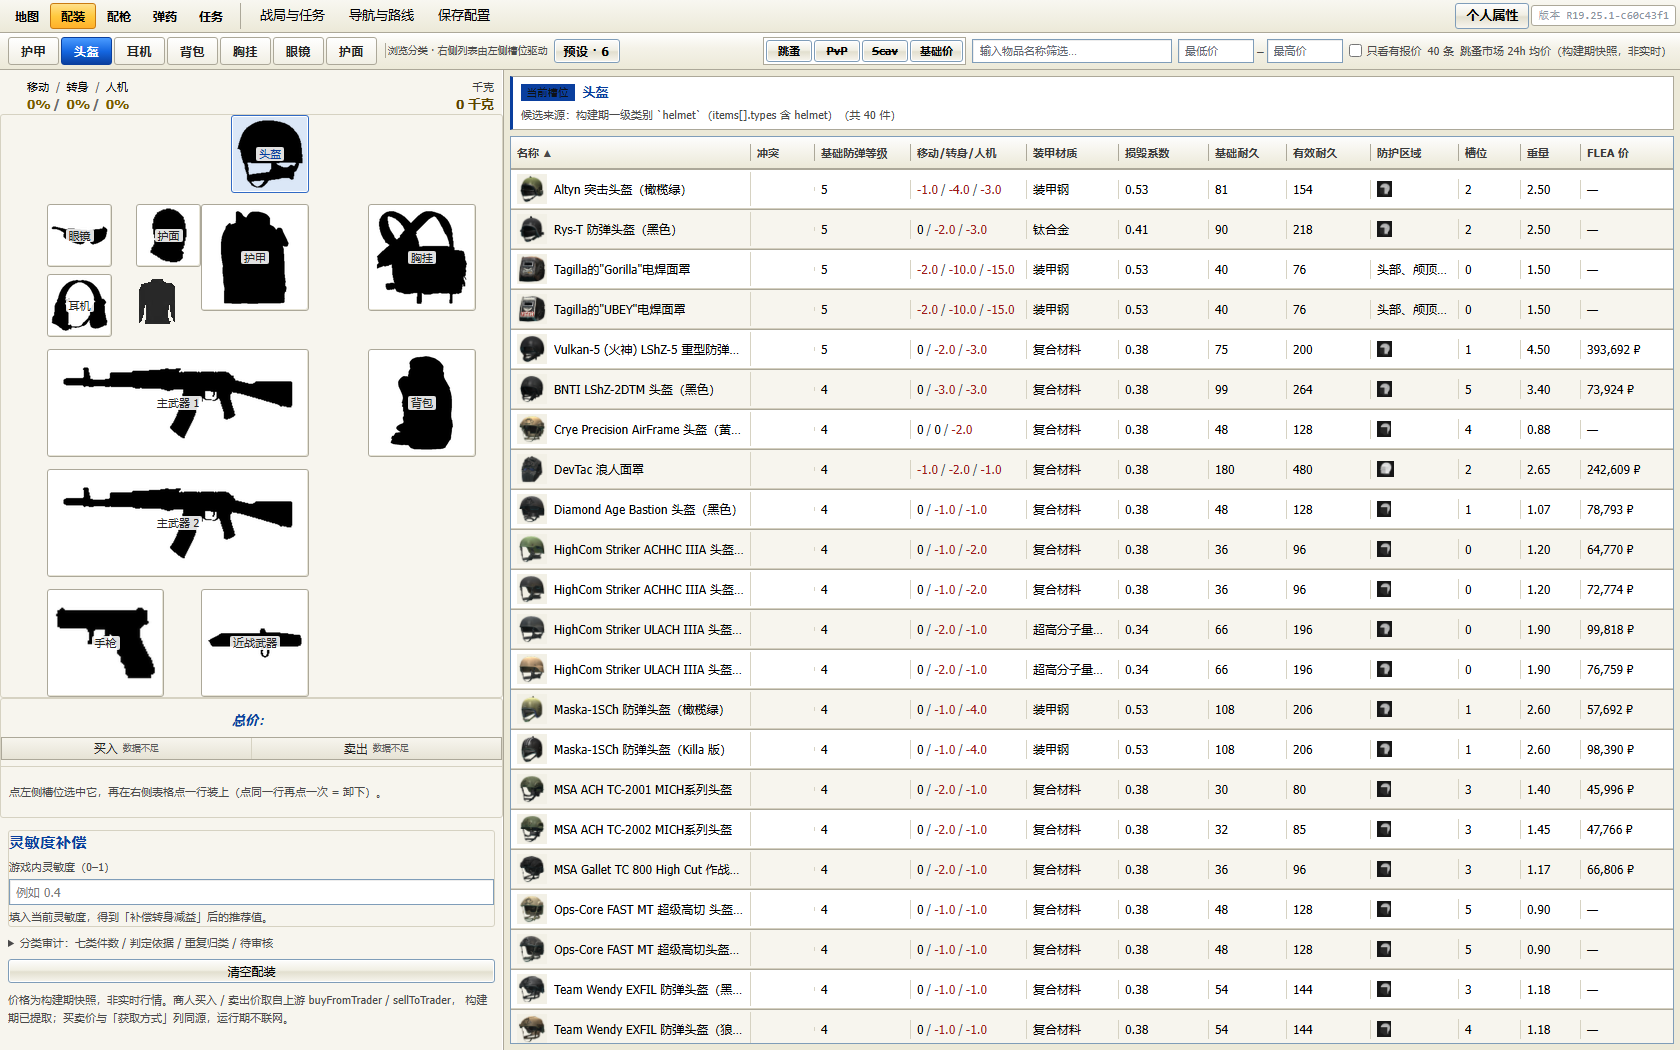 地图 配装 配枪 弹药 任务 战局与任务 导航与路线 保存配置 个人属性 版本 R19.25.1-c60c43f1
护甲 头盔 耳机 背包 胸挂 眼镜 护面 浏览分类 · 右侧列表由左侧槽位驱动 预设 · 6 跳蚤 PvP Scav 基础价 输入物品名称筛选... 最低价 – 最高价 只看有报价 40 条 跳蚤市场 24h 均价（构建期快照，非实时）
移动 / 转身 / 人机 千克
0% / 0% / 0% 0 千克
头盔
眼镜
护面
护甲
胸挂
耳机
主武器 1
背包
主武器 2
手枪
近战武器
总价：
买入 数据不足 卖出 数据不足
点左侧槽位选中它，再在右侧表格点一行装上（点同一行再点一次 = 卸下）。
灵敏度补偿
游戏内灵敏度（0–1）
例如 0.4
填入当前灵敏度，得到「补偿转身减益」后的推荐值。
▶ 分类审计：七类件数 / 判定依据 / 重复归类 / 待审核
清空配装
价格为构建期快照，非实时行情。商人买入 / 卖出价取自上游 buyFromTrader / sellToTrader， 构建
期已提取；买卖价与「获取方式」列同源，运行期不联网。
当前槽位 头盔
候选来源：构建期一级类别 `helmet`（items[].types 含 helmet）（共 40 件）
名称 ▲ 冲突 基础防弹等级 移动/转身/人机 装甲材质 损毁系数 基础耐久 有效耐久 防护区域 槽位 重量 FLEA 价
Altyn 突击头盔（橄榄绿） 5 -1.0 / -4.0 / -3.0 装甲钢 0.53 81 154 2 2.50 —
Rys-T 防弹头盔（黑色） 5 0 / -2.0 / -3.0 钛合金 0.41 90 218 2 2.50 —
Tagilla的"Gorilla"电焊面罩 5 -2.0 / -10.0 / -15.0 装甲钢 0.53 40 76 头部、颅顶... 0 1.50 —
Tagilla的"UBEY"电焊面罩 5 -2.0 / -10.0 / -15.0 装甲钢 0.53 40 76 头部、颅顶... 0 1.50 —
Vulkan-5 (火神) LShZ-5 重型防弹... 5 0 / -2.0 / -3.0 复合材料 0.38 75 200 1 4.50 393,692 ₽
BNTI LShZ-2DTM 头盔（黑色） 4 0 / -3.0 / -3.0 复合材料 0.38 99 264 5 3.40 73,924 ₽
Crye Precision AirFrame 头盔（黄... 4 0 / 0 / -2.0 复合材料 0.38 48 128 4 0.88 —
DevTac 浪人面罩 4 -1.0 / -2.0 / -1.0 复合材料 0.38 180 480 2 2.65 242,609 ₽
Diamond Age Bastion 头盔（黑色） 4 0 / -1.0 / -1.0 复合材料 0.38 48 128 1 1.07 78,793 ₽
HighCom Striker ACHHC IIIA 头盔... 4 0 / -1.0 / -2.0 复合材料 0.38 36 96 0 1.20 64,770 ₽
HighCom Striker ACHHC IIIA 头盔... 4 0 / -1.0 / -2.0 复合材料 0.38 36 96 0 1.20 72,774 ₽
HighCom Striker ULACH IIIA 头盔... 4 0 / -2.0 / -1.0 超高分子量... 0.34 66 196 0 1.90 99,818 ₽
HighCom Striker ULACH IIIA 头盔... 4 0 / -2.0 / -1.0 超高分子量... 0.34 66 196 0 1.90 76,759 ₽
Maska-1SCh 防弹头盔（橄榄绿） 4 0 / -1.0 / -4.0 装甲钢 0.53 108 206 1 2.60 57,692 ₽
Maska-1SCh 防弹头盔（Killa 版） 4 0 / -1.0 / -4.0 装甲钢 0.53 108 206 1 2.60 98,390 ₽
MSA ACH TC-2001 MICH系列头盔 4 0 / -2.0 / -1.0 复合材料 0.38 30 80 3 1.40 45,996 ₽
MSA ACH TC-2002 MICH系列头盔 4 0 / -2.0 / -1.0 复合材料 0.38 32 85 3 1.45 47,766 ₽
MSA Gallet TC 800 High Cut 作战... 4 0 / -2.0 / -1.0 复合材料 0.38 36 96 3 1.17 66,806 ₽
Ops-Core FAST MT 超级高切 头盔... 4 0 / -1.0 / -1.0 复合材料 0.38 48 128 5 0.90 —
Ops-Core FAST MT 超级高切头盔... 4 0 / -1.0 / -1.0 复合材料 0.38 48 128 5 0.90 —
Team Wendy EXFIL 防弹头盔（黑... 4 0 / -1.0 / -1.0 复合材料 0.38 54 144 3 1.18 —
Team Wendy EXFIL 防弹头盔（狼... 4 0 / -1.0 / -1.0 复合材料 0.38 54 144 4 1.18 —